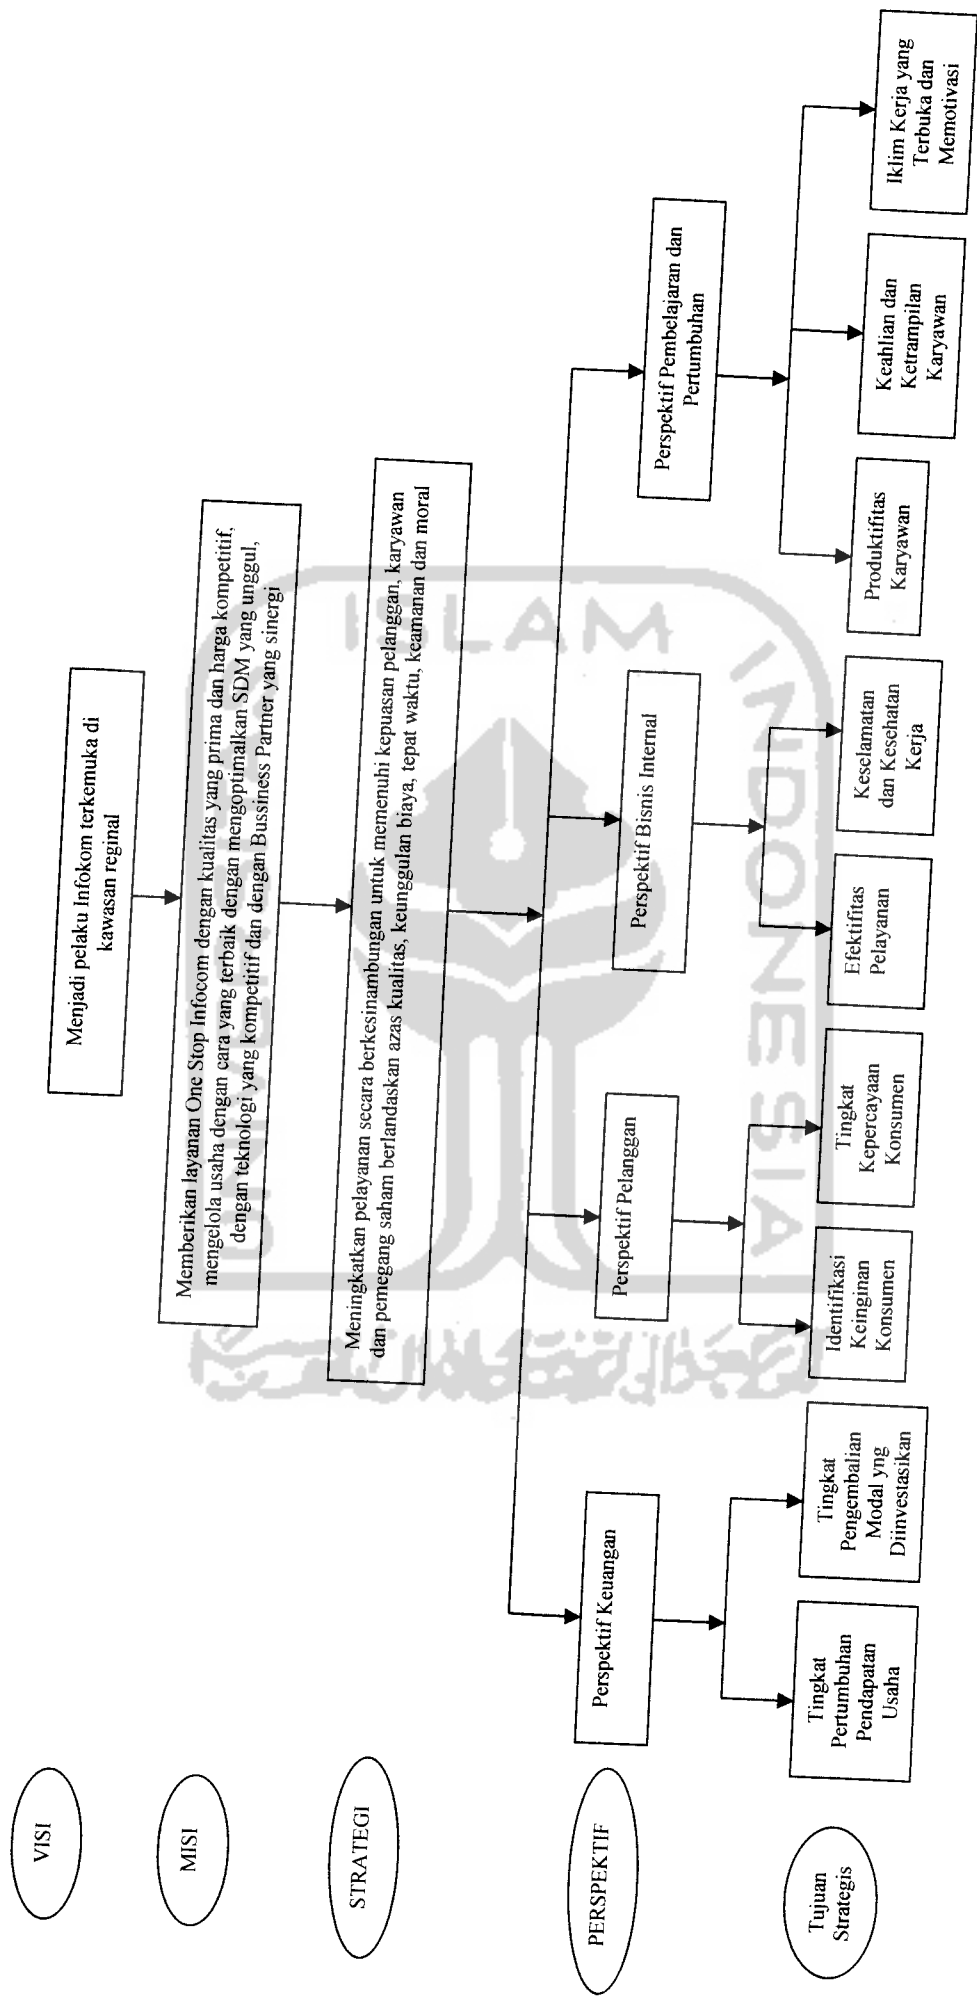 VISI
Menjadi pelaku Infokom terkemuka di
kawasan reginal
MISI
Memberikan layanan One Stop Infocom dengan kualitas yang prima dan harga kompetitif,
mengelola usaha dengan cara yang terbaik dengan mengoptimalkan SDM yang unggul,
dengan teknologi yang kompetitif dan dengan Bussiness Partner yang sinergi
STRATEGI
Meningkatkan pelayanan secara berkesinambungan untuk memenuhi kepuasan pelanggan, karyawan
dan pemegang saham berlandaskan azas kualitas, keunggulan biaya, tepat waktu, keamanan dan moral
PERSPEKTIF
Perspektif Keuangan
Perspektif Pelanggan
Perspektif Bisnis Internal
Perspektif Pembelajaran dan
Pertumbuhan
Tujuan
Strategis
Tingkat
Pertumbuhan
Pendapatan
Usaha
Tingkat
Pengembalian
Modal yng
Diinvestasikan
Identifikasi
Keinginan
Konsumen
Tingkat
Kepercayaan
Konsumen
Efektifitas
Pelayanan
Keselamatan
dan Kesehatan
Kerja
Produktifitas
Karyawan
Keahlian dan
Ketrampilan
Karyawan
Iklim Kerja yang
Terbuka dan
Memotivasi
ISLAM
INDONESIA